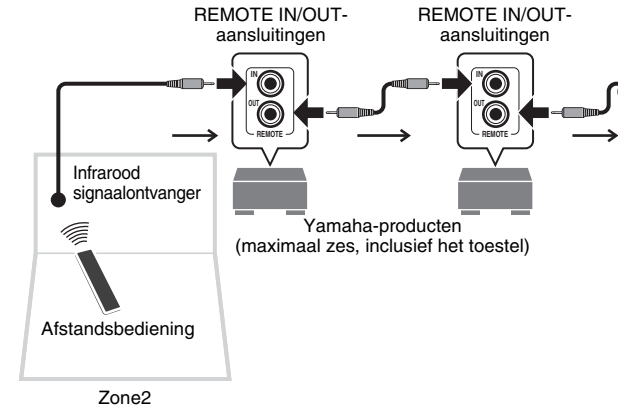 REMOTE IN/OUT-
aansluitingen
REMOTE IN/OUT-
aansluitingen
IN
OUT
REMOTE
IN
OUT
REMOTE
Infrarood
signaalontvanger
Yamaha-producten
(maximaal zes, inclusief het toestel)
Afstandsbediening
Zone2